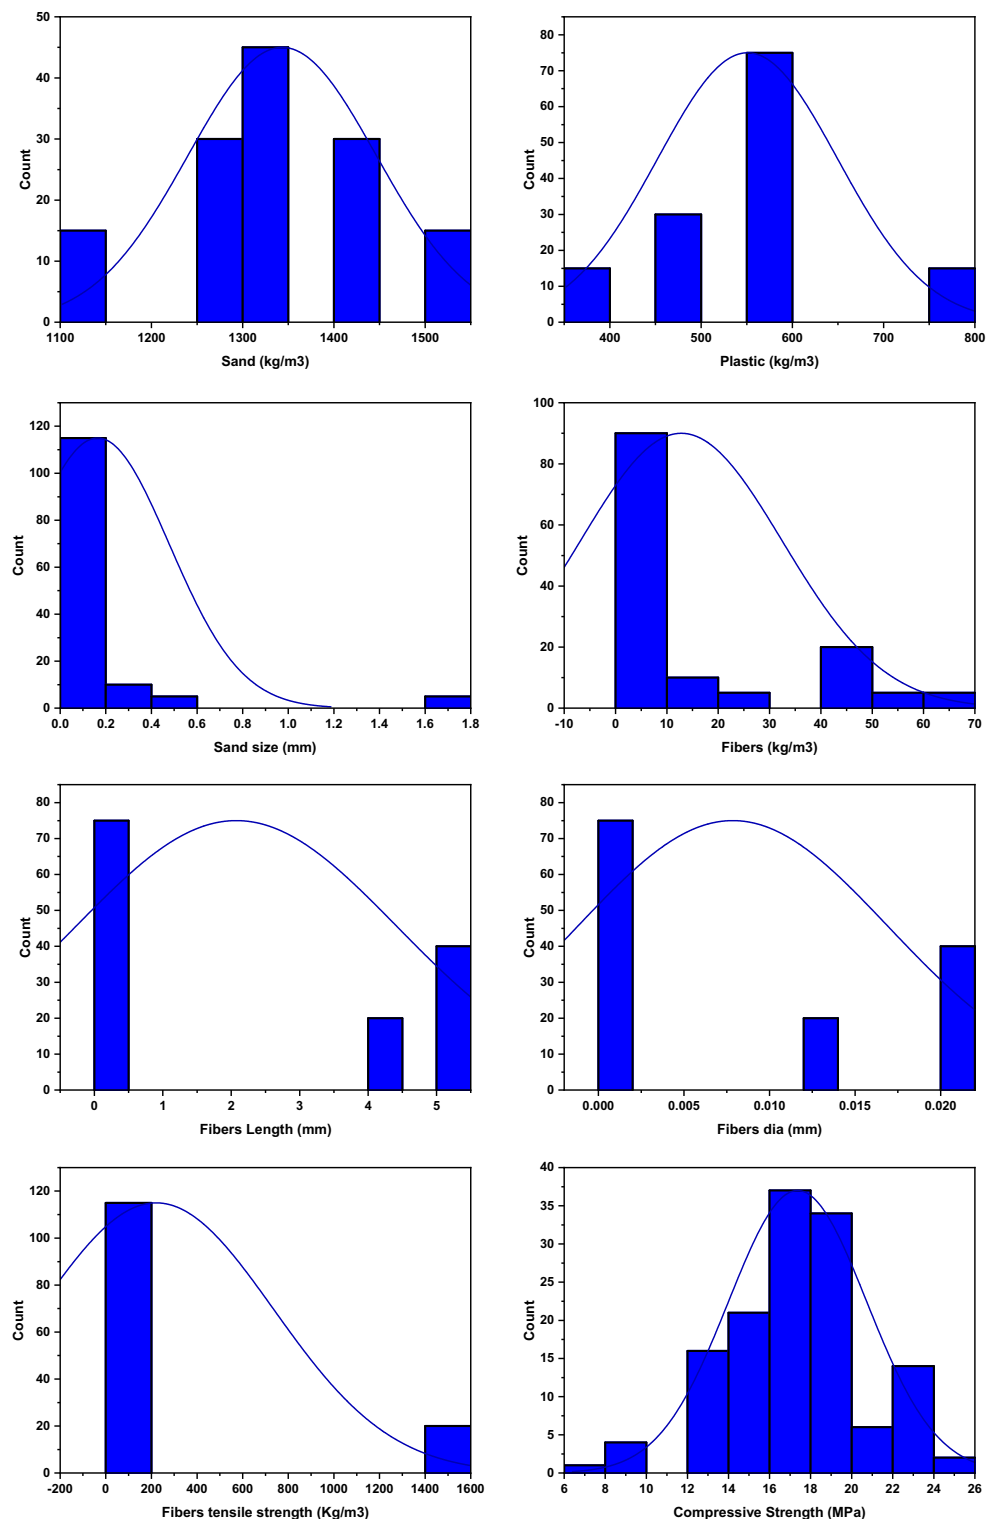 50
40
30
20
10
0
Count
1100 1200 1300 1400 1500
Sand (kg/m3)
80
70
60
50
40
30
20
10
0
Count
400 500 600 700 800
Plastic (kg/m3)
120
100
80
60
40
20
0
Count
0.0 0.2 0.4 0.6 0.8 1.0 1.2 1.4 1.6 1.8
Sand size (mm)
100
80
60
40
20
0
Count
-10 0 10 20 30 40 50 60 70
Fibers (kg/m3)
80
70
60
50
40
30
20
10
0
Count
0 1 2 3 4 5
Fibers Length (mm)
80
70
60
50
40
30
20
10
0
Count
0.000 0.005 0.010 0.015 0.020
Fibers dia (mm)
120
100
80
60
40
20
0
Count
-200 0 200 400 600 800 1000 1200 1400 1600
Fibers tensile strength (Kg/m3)
40
35
30
25
20
15
10
5
0
Count
6 8 10 12 14 16 18 20 22 24 26
Compressive Strength (MPa)